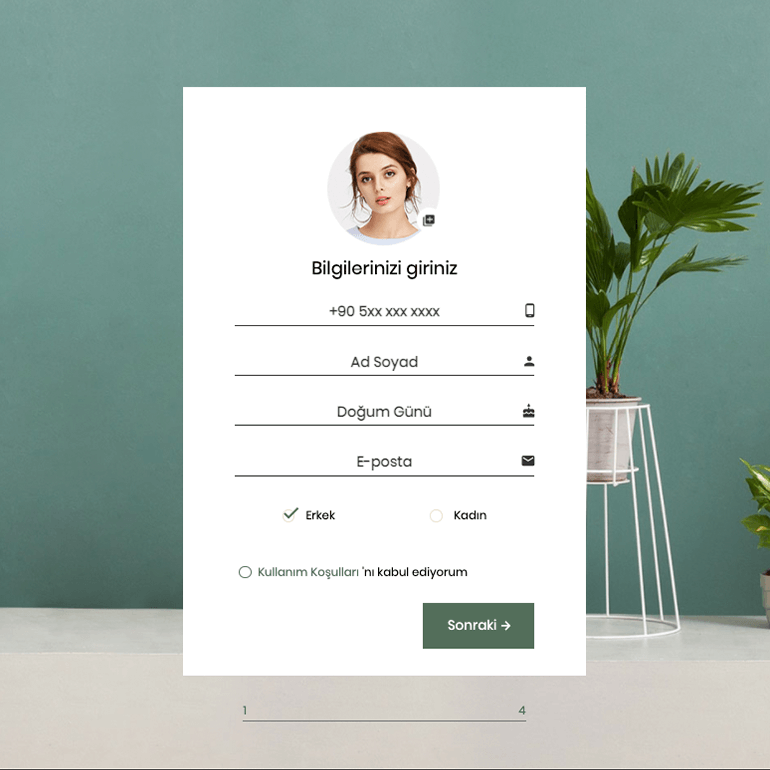 Bilgilerinizi giriniz
+90 5xx xxx xxxx
Ad Soyad
Doğum Günü
E-posta
Erkek Kadın
Kullanım Koşulları 'nı kabul ediyorum
Sonraki →
1 4